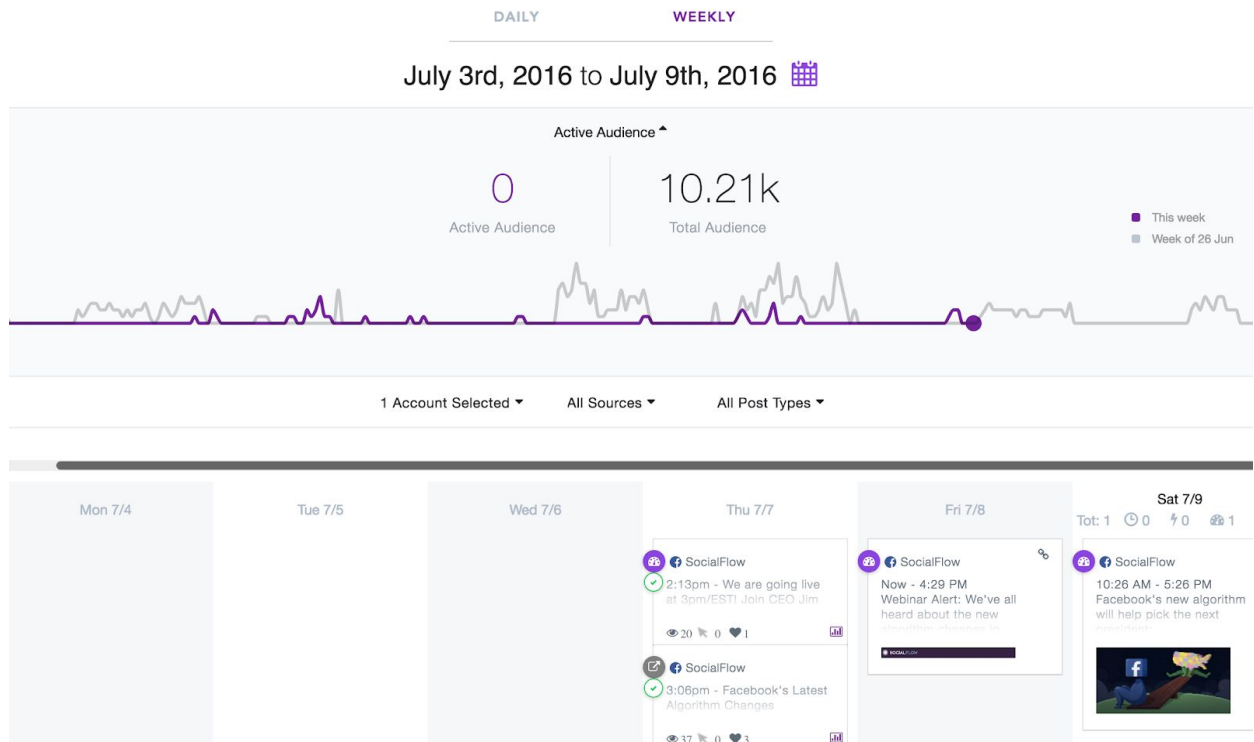 DAILY
WEEKLY
July 3rd, 2016 to July 9th, 2016
Active Audience
0
10.21k
Active Audience
Total Audience
This week
Week of 26 Jun
1 Account Selected
All Sources
All Post Types
Mon 7/4
Tue 7/5
Wed 7/6
Thu 7/7
Fri 7/8
Sat 7/9
Tot: 1 0 0 1
SocialFlow
2:13pm - We are going live
at 3pm/EST! Join CEO Jim
20 0 1
SocialFlow
3:06pm - Facebook's Latest
Algorithm Changes
37 0 3
SocialFlow
Now - 4:29 PM
Webinar Alert: We've all
heard about the new
algorithm changes in
SOCIALFLOW
SocialFlow
10:26 AM - 5:26 PM
Facebook's new algorithm
will help pick the next
president: